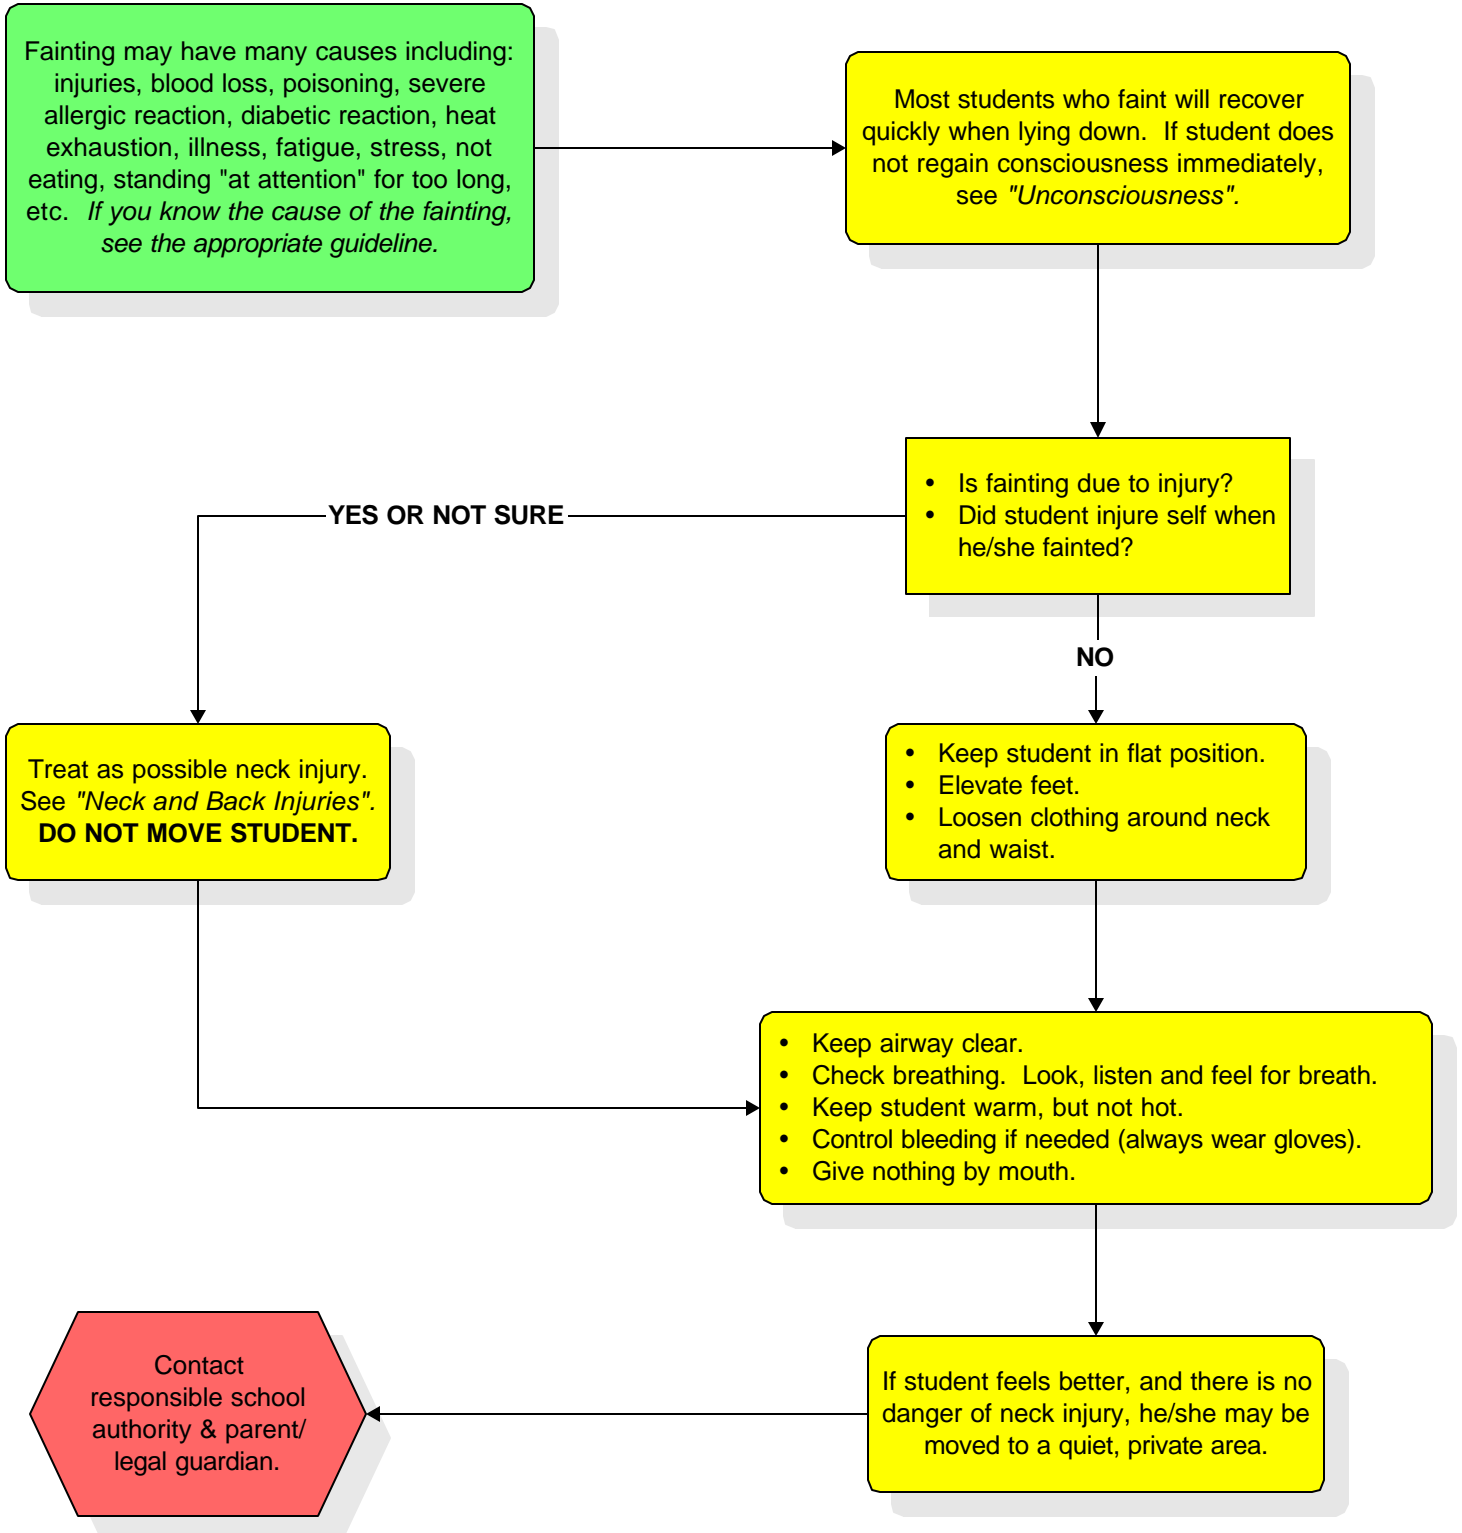 Fainting may have many causes including:
injuries, blood loss, poisoning, severe
allergic reaction, diabetic reaction, heat
exhaustion, illness, fatigue, stress, not
eating, standing "at attention" for too long,
etc.  If you know the cause of the fainting,
see the appropriate guideline.
Most students who faint will recover
quickly when lying down.  If student does
not regain consciousness immediately,
see "Unconsciousness".
• Is fainting due to injury?
• Did student injure self when
he/she fainted?
YES OR NOT SURE
NO
Treat as possible neck injury.
See "Neck and Back Injuries".
DO NOT MOVE STUDENT.
• Keep student in flat position.
• Elevate feet.
• Loosen clothing around neck
and waist.
• Keep airway clear.
• Check breathing.  Look, listen and feel for breath.
• Keep student warm, but not hot.
• Control bleeding if needed (always wear gloves).
• Give nothing by mouth.
If student feels better, and there is no
danger of neck injury, he/she may be
moved to a quiet, private area.
Contact
responsible school
authority & parent/
legal guardian.